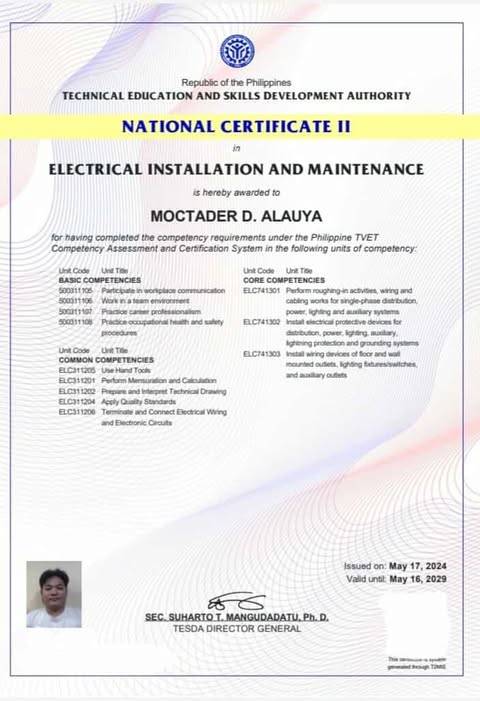 Republic of the Philippines
TECHNICAL EDUCATION AND SKILLS DEVELOPMENT AUTHORITY
NATIONAL CERTIFICATE II
in
ELECTRICAL INSTALLATION AND MAINTENANCE
is hereby awarded to
MOCTADER D. ALAUYA
for having completed the competency requirements under the Philippine TVET
Competency Assessment and Certification System in the following units of competency:
Unit Code Unit Title
BASIC COMPETENCIES
500311105 Participate in workplace communication
500311106 Work in a team environment
500311107 Practice career professionalism
500311108 Practice occupational health and safety
procedures
Unit Code Unit Title
COMMON COMPETENCIES
ELC311205 Use Hand Tools
ELC311201 Perform Mensuration and Calculation
ELC311202 Prepare and Interpret Technical Drawing
ELC311204 Apply Quality Standards
ELC311206 Terminate and Connect Electrical Wiring
and Electronic Circuits
Unit Code Unit Title
CORE COMPETENCIES
ELC741301 Perform roughing-in activities, wiring and
cabling works for single-phase distribution,
power, lighting and auxiliary systems
ELC741302 Install electrical protective devices for
distribution, power, lighting, auxiliary,
lightning protection and grounding systems
ELC741303 Install wiring devices of floor and wall
mounted outlets, lighting fixtures/switches,
and auxiliary outlets
Issued on: May 17, 2024
Valid until: May 16, 2029
SEC. SUHARTO T. MANGUDADATU, Ph. D.
TESDA DIRECTOR GENERAL
This certificate is system
generated through T2MIS